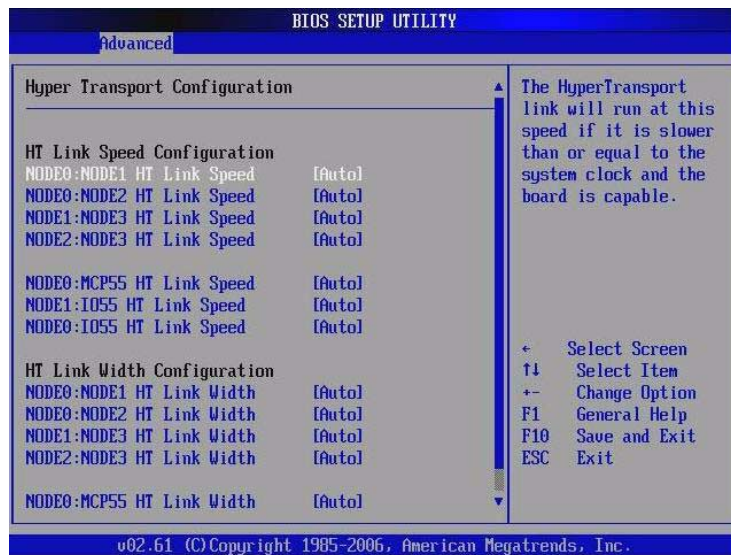 BIOS SETUP UTILITY
Advanced
Hyper Transport Configuration
HT Link Speed Configuration
NODE0:NODE1 HT Link Speed [Auto]
NODE0:NODE2 HT Link Speed [Auto]
NODE1:NODE3 HT Link Speed [Auto]
NODE2:NODE3 HT Link Speed [Auto]
NODE0:MCP55 HT Link Speed [Auto]
NODE1:IO55 HT Link Speed [Auto]
NODE0:IO55 HT Link Speed [Auto]
HT Link Width Configuration
NODE0:NODE1 HT Link Width [Auto]
NODE0:NODE2 HT Link Width [Auto]
NODE1:NODE3 HT Link Width [Auto]
NODE2:NODE3 HT Link Width [Auto]
NODE0:MCP55 HT Link Width [Auto]
The HyperTransport
link will run at this
speed if it is slower
than or equal to the
system clock and the
board is capable.
← Select Screen
↑↓ Select Item
+- Change Option
F1 General Help
F10 Save and Exit
ESC Exit
v02.61 (C)Copyright 1985-2006, American Megatrends, Inc.